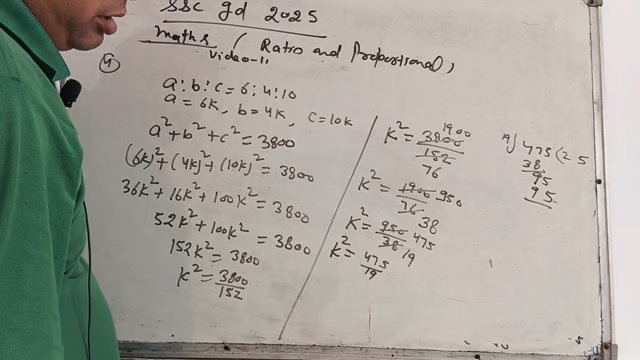 SSC gd 2025
Maths ( Ratio and Proportional),
Video-11
9
a:b:c=6:4:10
a=6k, b=4k, c=10k
a²+b²+c²=3800
(6k)²+(4k)²+(10k)²=3800
36k²+16k²+100k²=3800
52k²+100k²=3800
152k²=3800
k²=3800/152
1900
K²=3800/152
76
K²=1900/76 950
38
K²=950/38 475
19
K²=475/19
19) 475 (25
38
95
95